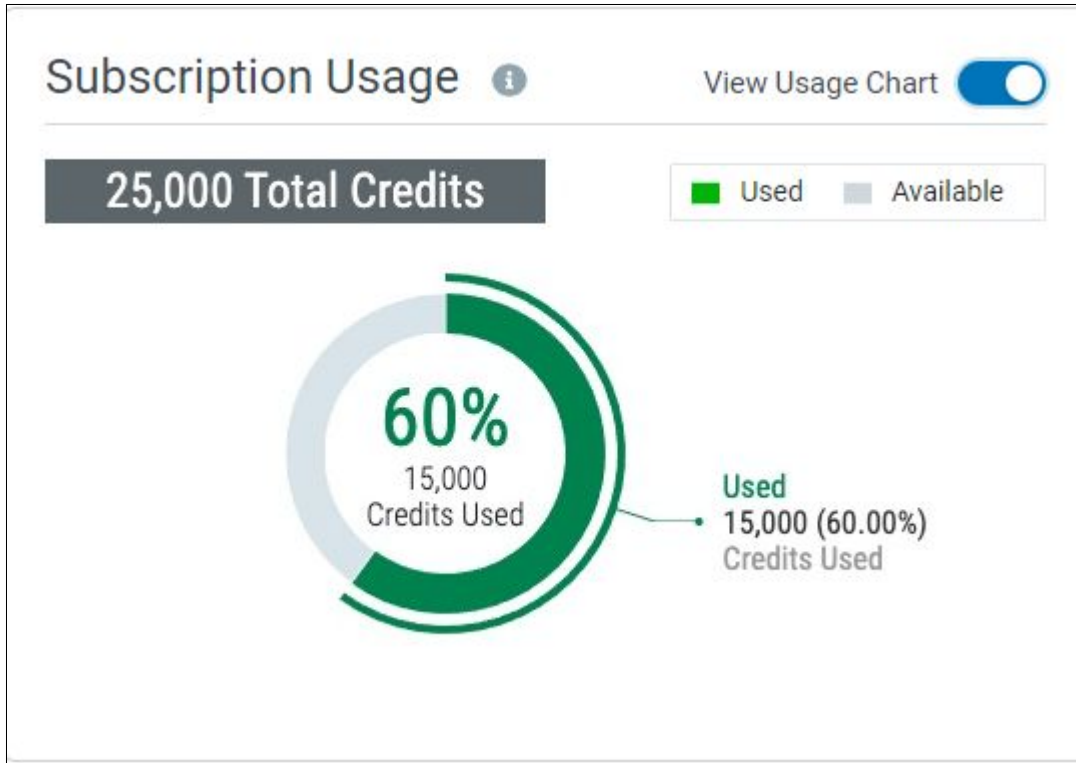 Subscription Usage
View Usage Chart
25,000 Total Credits
Used
Available
60%
15,000
Credits Used
Used
15,000 (60.00%)
Credits Used